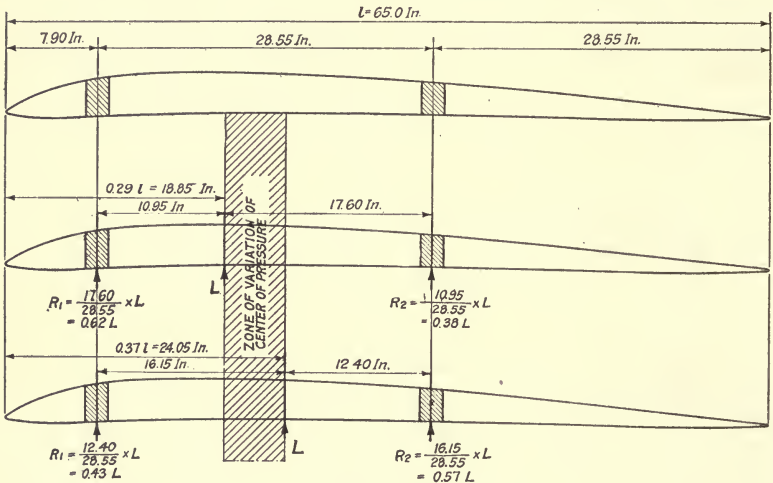 l=65.0 In.
7.90 In.
28.55 In.
28.55 In.
0.29 l = 18.85 In.
10.95 In
17.60 In.
ZONE OF VARIATION OF
CENTER OF PRESSURE
L
R1 = 17.60/28.55 × L
= 0.62 L
R2 = 10.95/28.55 × L
= 0.38 L
0.37 l = 24.05 In.
16.15 In.
12.40 In.
L
R1 = 12.40/28.55 × L
= 0.43 L
R2 = 16.15/28.55 × L
= 0.57 L